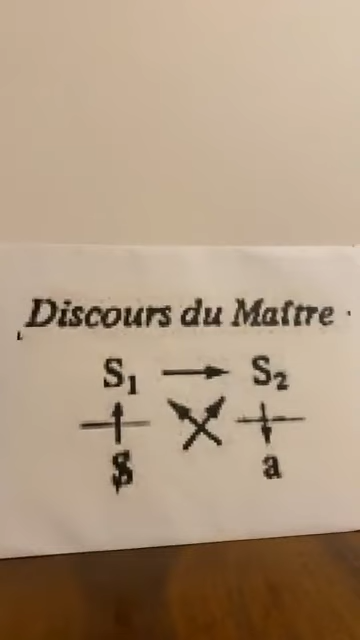 Discours du Maître
S₁ → S₂
$ a